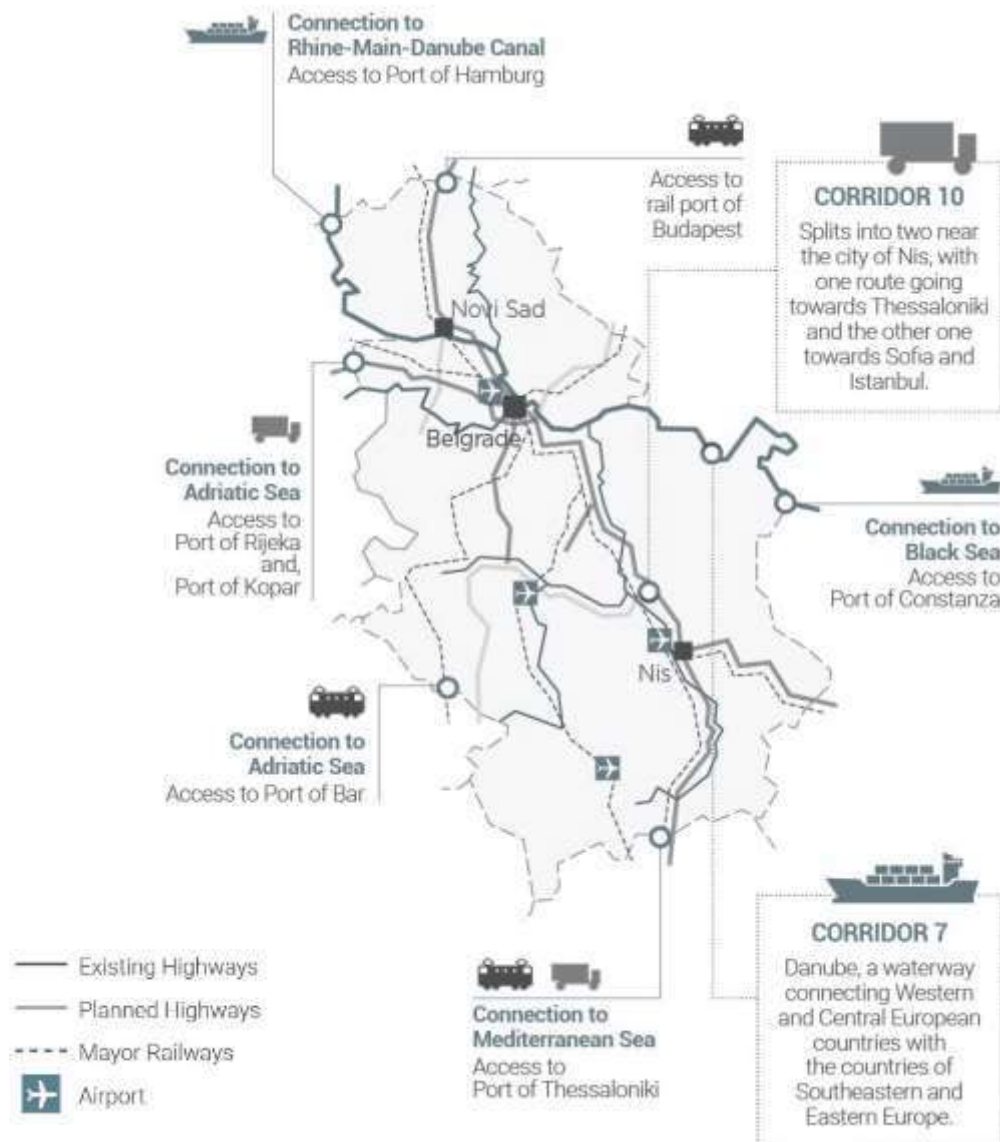 Connection to
Rhine-Main-Danube Canal
Access to Port of Hamburg
Access to
rail port of
Budapest
CORRIDOR 10
Splits into two near
the city of Nis, with
one route going
towards Thessaloniki
and the other one
towards Sofia and
Istanbul.
Novi Sad
Belgrade
Connection to
Adriatic Sea
Access to
Port of Rijeka
and,
Port of Kopar
Connection to
Black Sea
Access to
Port of Constanza
Nis
Connection to
Adriatic Sea
Access to Port of Bar
CORRIDOR 7
Danube, a waterway
connecting Western
and Central European
countries with
the countries of
Southeastern and
Eastern Europe.
Connection to
Mediterranean Sea
Access to
Port of Thessaloniki
Existing Highways
Planned Highways
Mayor Railways
Airport